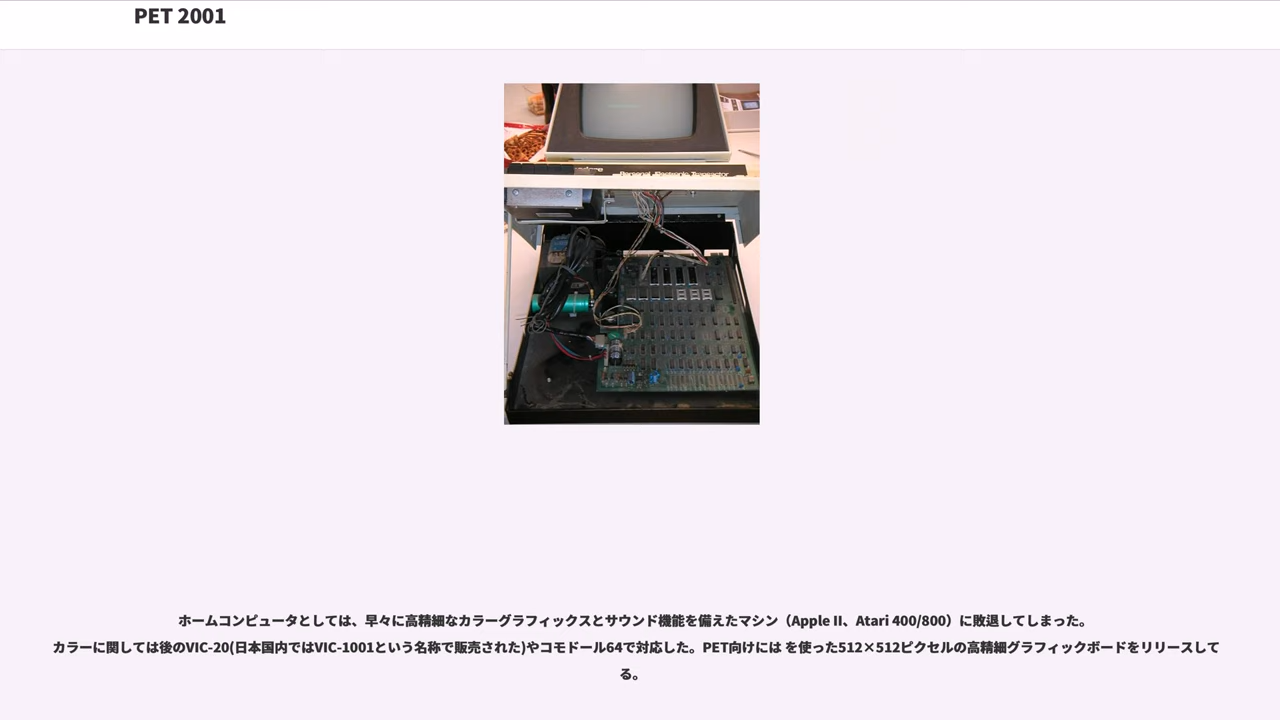 PET 2001
ホームコンピュータとしては、早々に高精細なカラーグラフィックスとサウンド機能を備えたマシン（Apple II、Atari 400/800）に敗退してしまった。
カラーに関しては後のVIC-20(日本国内ではVIC-1001という名称で販売された)やコモドール64で対応した。PET向けには を使った512×512ピクセルの高精細グラフィックボードをリリースして
る。